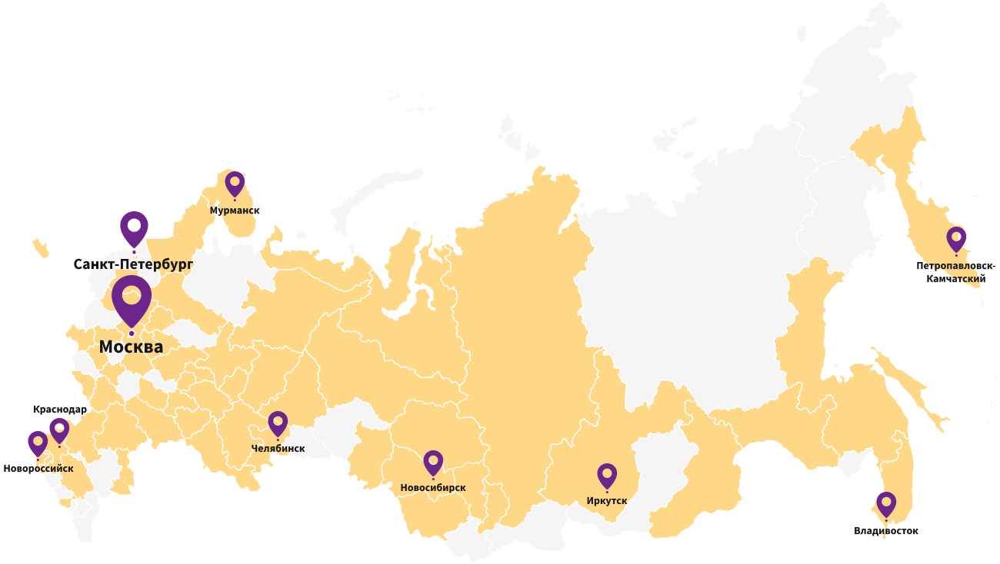 Мурманск
Санкт-Петербург
Петропавловск-
Камчатский
Москва
Краснодар
Челябинск
Новороссийск
Новосибирск
Иркутск
Владивосток